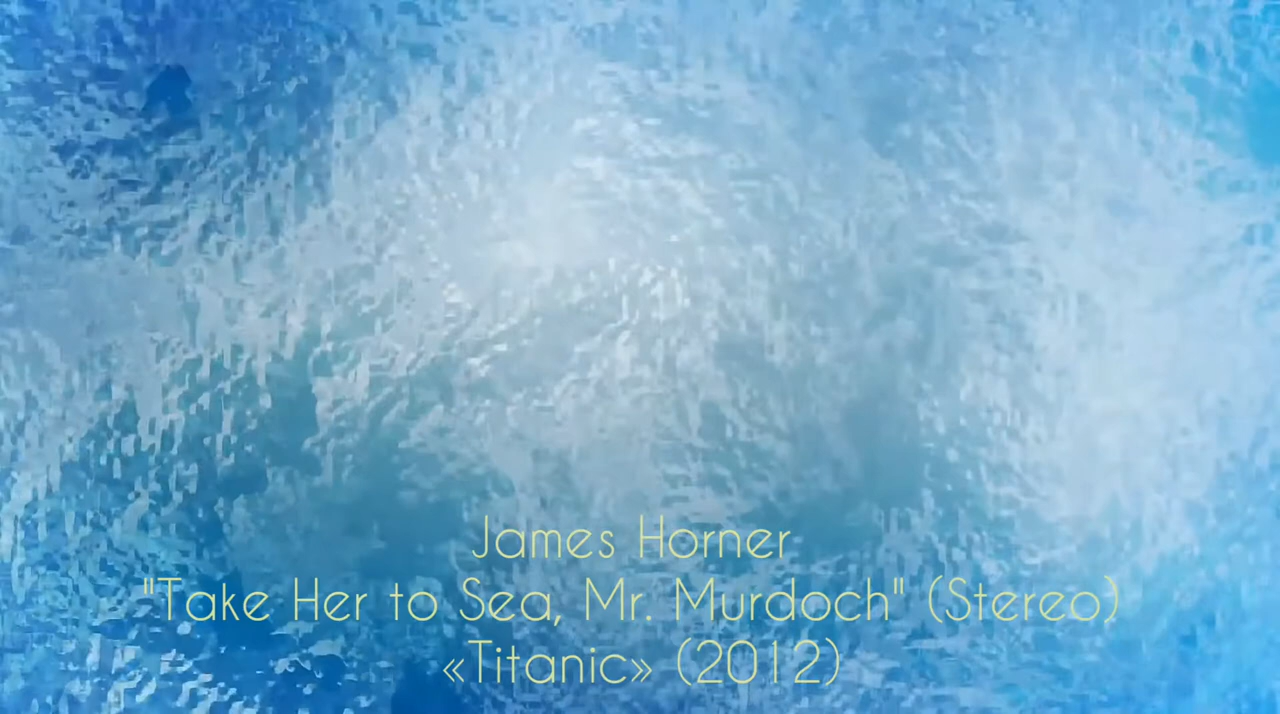 James Horner
"Take Her to Sea, Mr. Murdoch" (Stereo)
«Titanic» (2012)